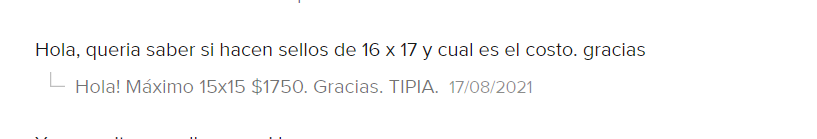 Hola, queria saber si hacen sellos de 16 x 17 y cual es el costo. gracias
Hola! Máximo 15x15 $1750. Gracias. TIPIA. 17/08/2021